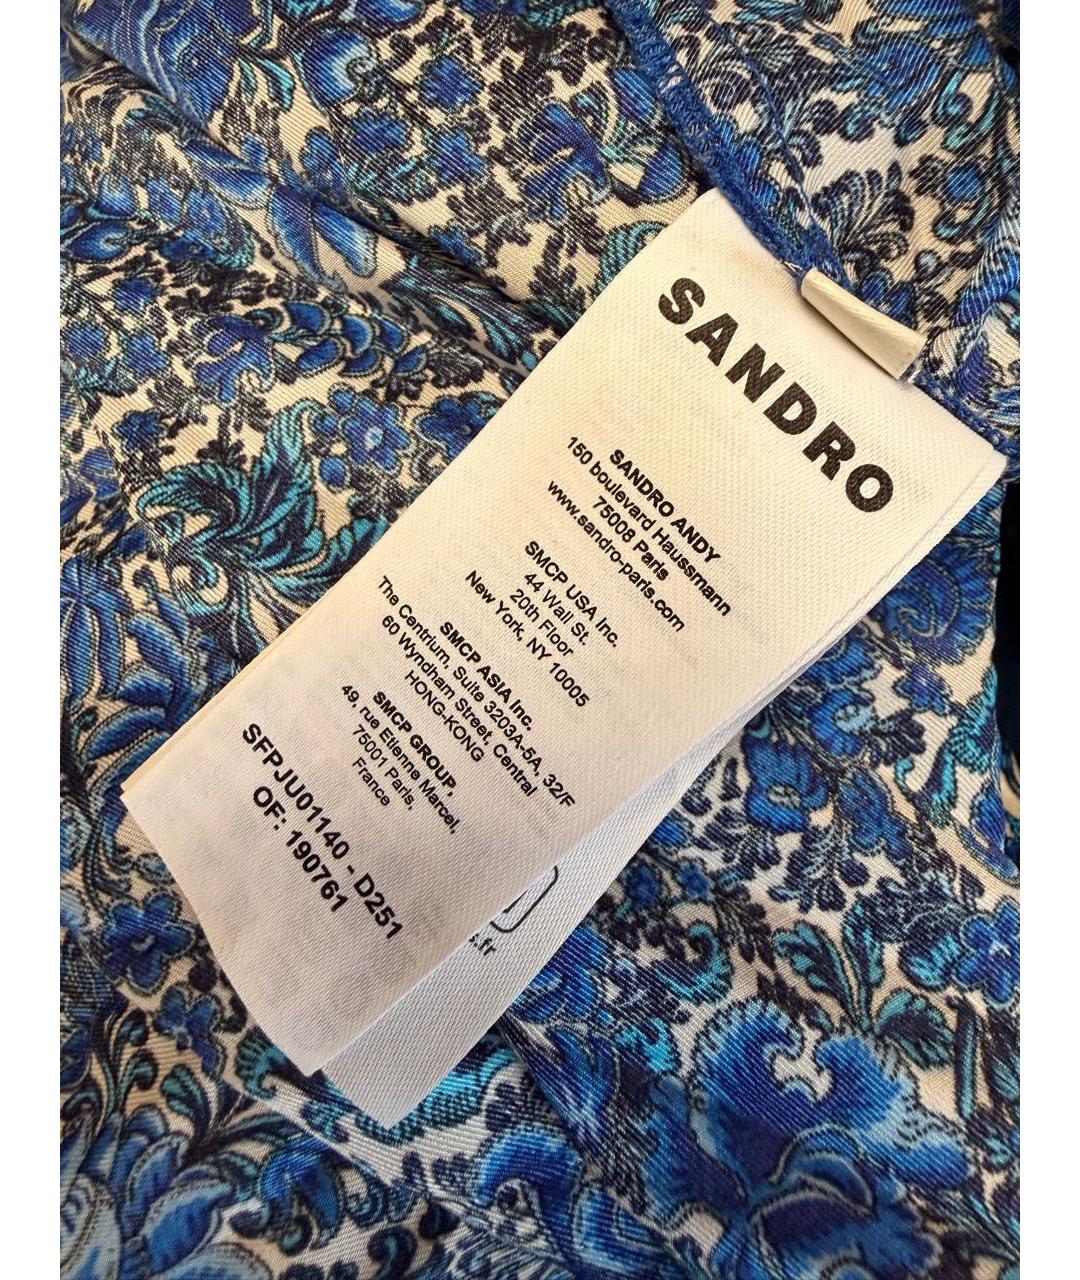 SANDRO
SANDRO ANDY
150 boulevard Haussmann
75008 Paris
www.sandro-paris.com
SMCP USA Inc.
44 Wall St.
20th Floor
New York, NY 10005
SMCP ASIA Inc.
The Centrium, Suite 3203A-5A, 32/F
60 Wyndham Street, Central
HONG-KONG
SMCP GROUP.
49, rue Etienne Marcel,
75001 Paris.
France
SFPJU01140 - D251
OF: 190761
s.fr